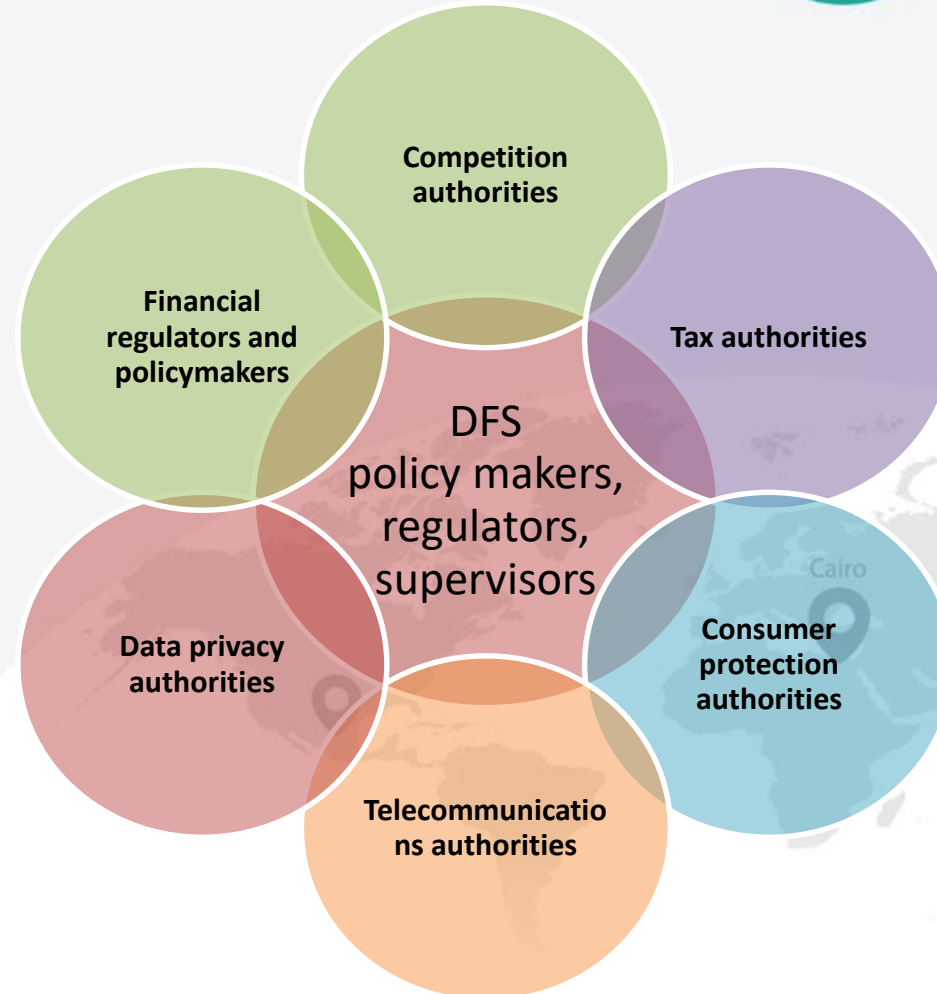 Competition
authorities
Financial
regulators and
policymakers
Tax authorities
DFS
policy makers,
regulators,
supervisors
Cairo
Data privacy
authorities
Consumer
protection
authorities
Telecommunicatio
ns authorities